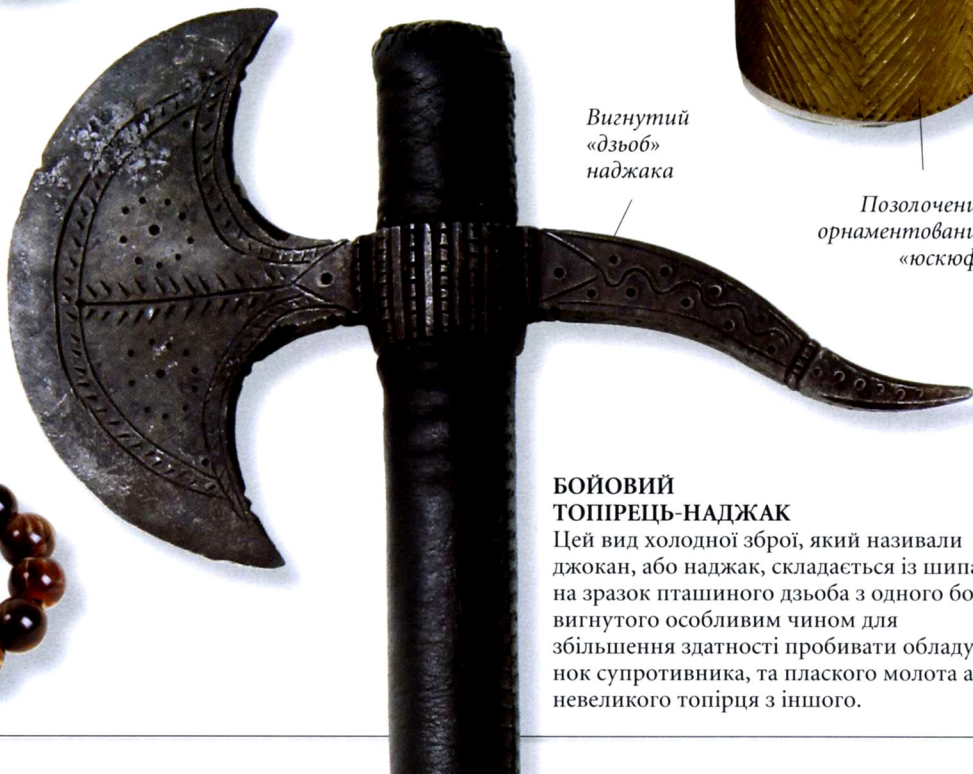 Вигнутий
«дзьоб»
наджака
Позолочени
орнаментовани
«юскюф
БОЙОВИЙ
ТОПІРЕЦЬ-НАДЖАК
Цей вид холодної зброї, який називали
джокан, або наджак, складається із шипа
на зразок пташиного дзьоба з одного бо
вигнутого особливим чином для
збільшення здатності пробивати обладу
нок супротивника, та плаского молота а
невеликого топірця з іншого.